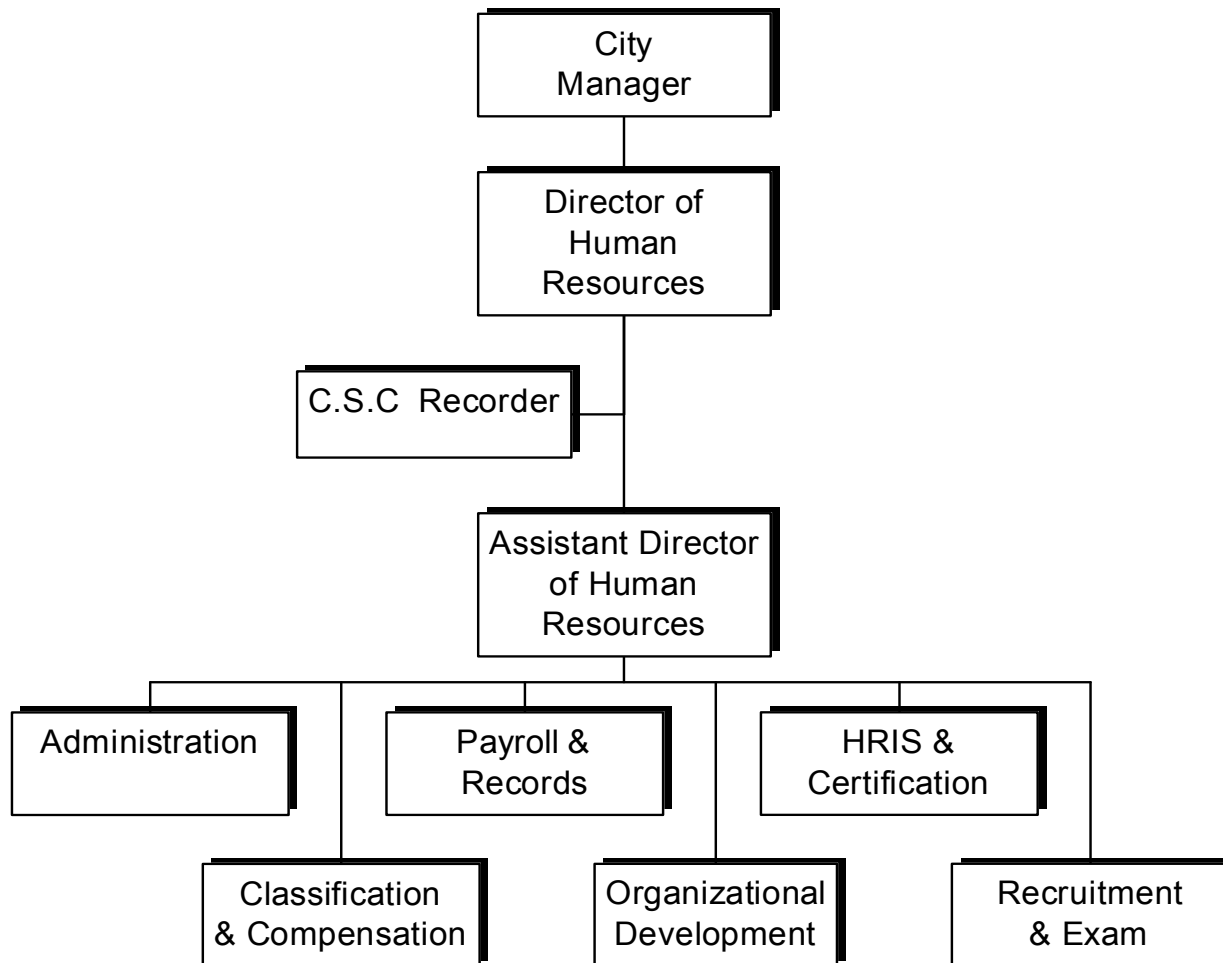 City
Manager
Director of
Human
Resources
C.S.C  Recorder
Assistant Director
of Human
Resources
Administration
Payroll &
Records
HRIS &
Certification
Classification
& Compensation
Organizational
Development
Recruitment
& Exam